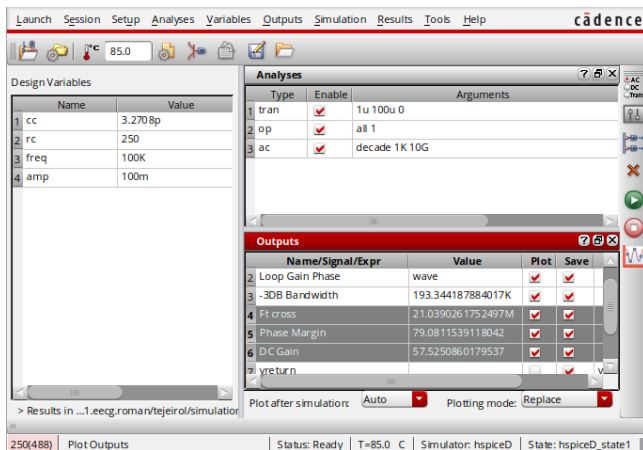 Launch Session Setup Analyses Variables Outputs Simulation Results Tools Help cādence
°C 85.0
Design Variables
Name Value
1 cc 3.2708p
2 rc 250
3 freq 100K
4 amp 100m
> Results in ...1.eecg.roman/tejeirol/simulation
Analyses
Type Enable Arguments
1 tran 1u 100u 0
2 op all 1
3 ac decade 1K 10G
AC
DC
Trans
Outputs
Name/Signal/Expr Value Plot Save
2 Loop Gain Phase wave
3 -3DB Bandwidth 193.344187884017K
4 Ft cross 21.0390261752497M
5 Phase Margin 79.0811539118042
6 DC Gain 57.5250860179537
7 vreturn
Plot after simulation: Auto Plotting mode: Replace
250(488) Plot Outputs Status: Ready T=85.0 C Simulator: hspiceD State: hspiceD_state1